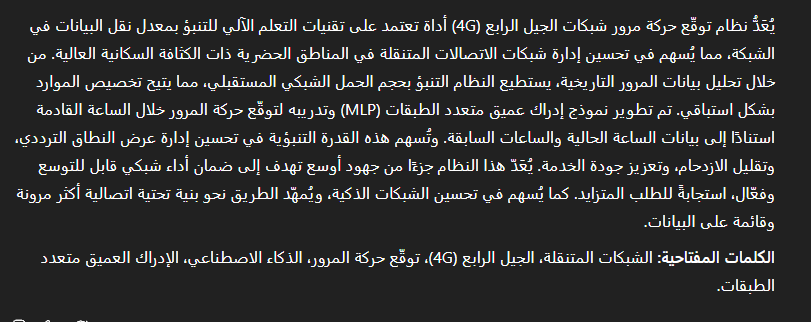 يُعَدُّ نظام توقّع حركة مرور شبكات الجيل الرابع (4G) أداة تعتمد على تقنيات التعلم الآلي للتنبؤ بمعدل نقل البيانات في
الشبكة، مما يُسهم في تحسين إدارة شبكات الاتصالات المتنقلة في المناطق الحضرية ذات الكثافة السكانية العالية. من
خلال تحليل بيانات المرور التاريخية، يستطيع النظام التنبؤ بحجم الحمل الشبكي المستقبلي، مما يتيح تخصيص الموارد
بشكل استباقي. تم تطوير نموذج إدراك عميق متعدد الطبقات (MLP) وتدريبه لتوقّع حركة المرور خلال الساعة القادمة
استنادًا إلى بيانات الساعة الحالية والساعات السابقة. وتُسهم هذه القدرة التنبؤية في تحسين إدارة عرض النطاق الترددي،
وتقليل الازدحام، وتعزيز جودة الخدمة. يُعَدّ هذا النظام جزءًا من جهود أوسع تهدف إلى ضمان أداء شبكي قابل للتوسع
وفعّال، استجابةً للطلب المتزايد. كما يُسهم في تحسين الشبكات الذكية، ويُمهّد الطريق نحو بنية تحتية اتصالية أكثر مرونة
وقائمة على البيانات.
الكلمات المفتاحية: الشبكات المتنقلة، الجيل الرابع (4G)، توقّع حركة المرور، الذكاء الاصطناعي، الإدراك العميق متعدد
الطبقات.